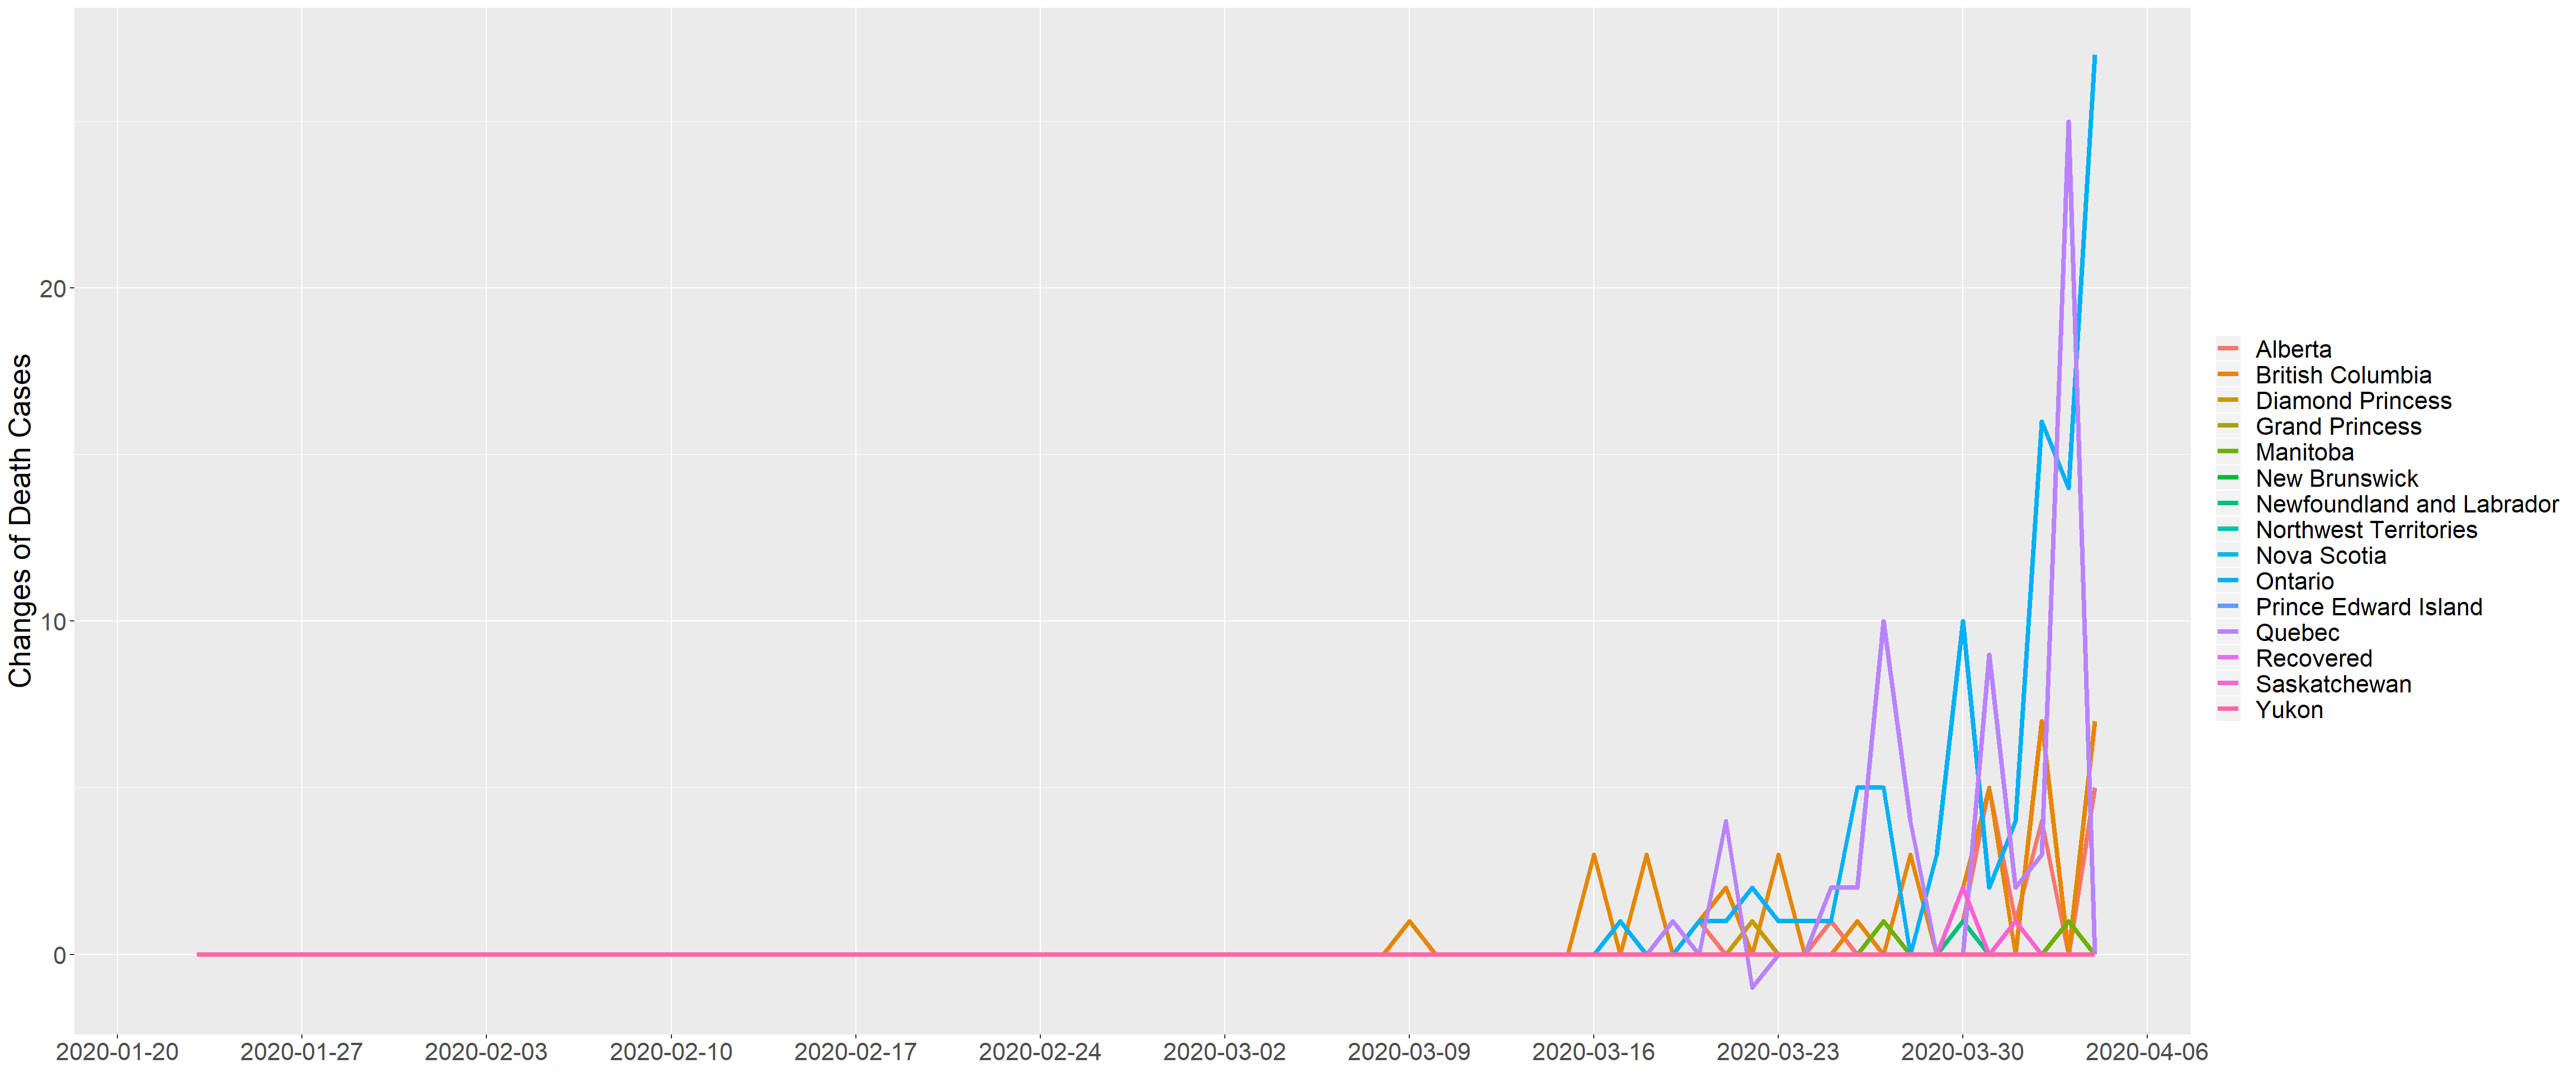 Changes of Death Cases
20
10
0
2020-01-20 2020-01-27 2020-02-03 2020-02-10 2020-02-17 2020-02-24 2020-03-02 2020-03-09 2020-03-16 2020-03-23 2020-03-30 2020-04-06
Alberta
British Columbia
Diamond Princess
Grand Princess
Manitoba
New Brunswick
Newfoundland and Labrador
Northwest Territories
Nova Scotia
Ontario
Prince Edward Island
Quebec
Recovered
Saskatchewan
Yukon